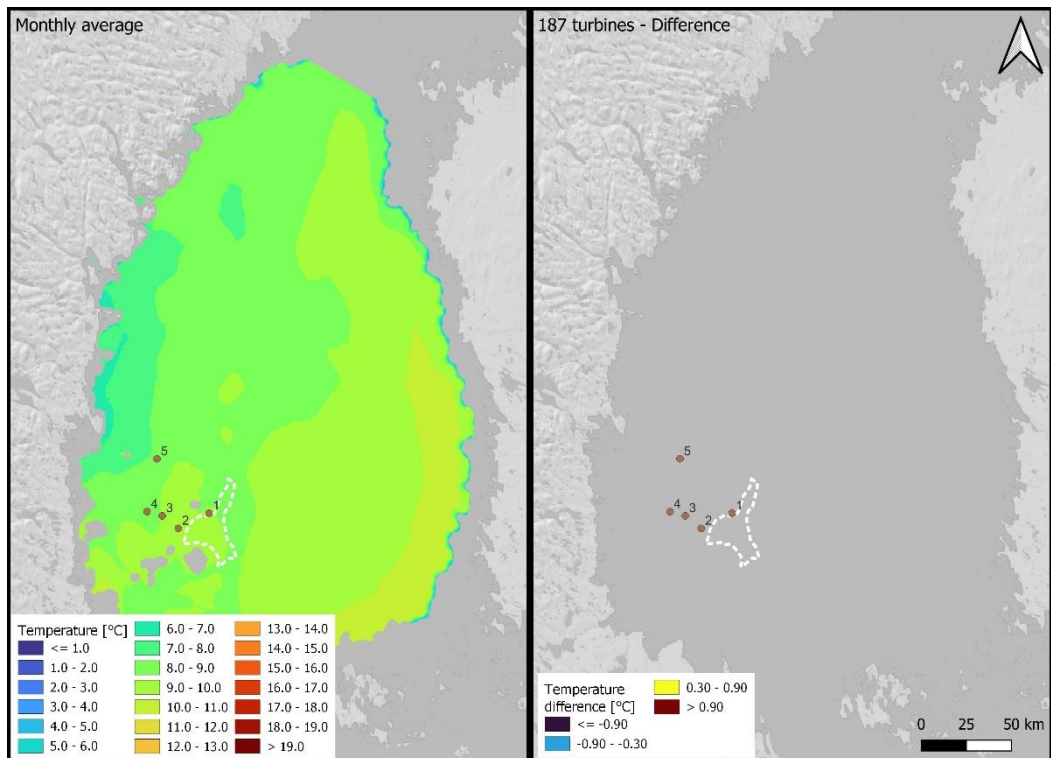 Monthly average
187 turbines - Difference
5
4
3
2
1
5
4
3
2
1
Temperature [°C]
<= 1.0
1.0 - 2.0
2.0 - 3.0
3.0 - 4.0
4.0 - 5.0
5.0 - 6.0
6.0 - 7.0
7.0 - 8.0
8.0 - 9.0
9.0 - 10.0
10.0 - 11.0
11.0 - 12.0
12.0 - 13.0
13.0 - 14.0
14.0 - 15.0
15.0 - 16.0
16.0 - 17.0
17.0 - 18.0
18.0 - 19.0
> 19.0
Temperature
difference [°C]
<= -0.90
-0.90 - -0.30
0.30 - 0.90
> 0.90
0 25 50 km